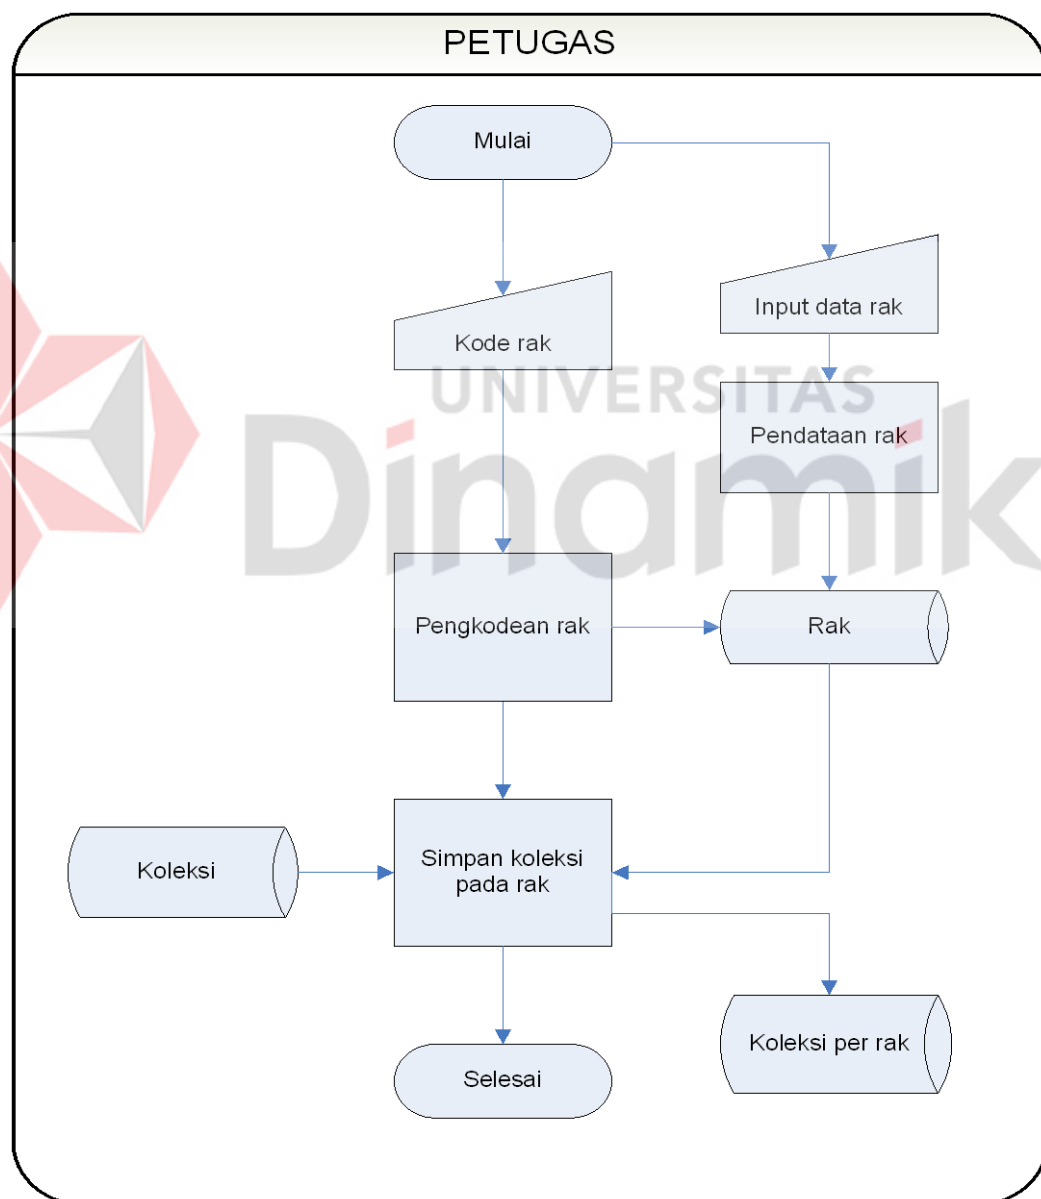 PETUGAS
Mulai
Input data rak
Kode rak
UNIVERSITAS
Dinamik
Pendataan rak
Pengkodean rak
Rak
Simpan koleksi
pada rak
Koleksi
Koleksi per rak
Selesai